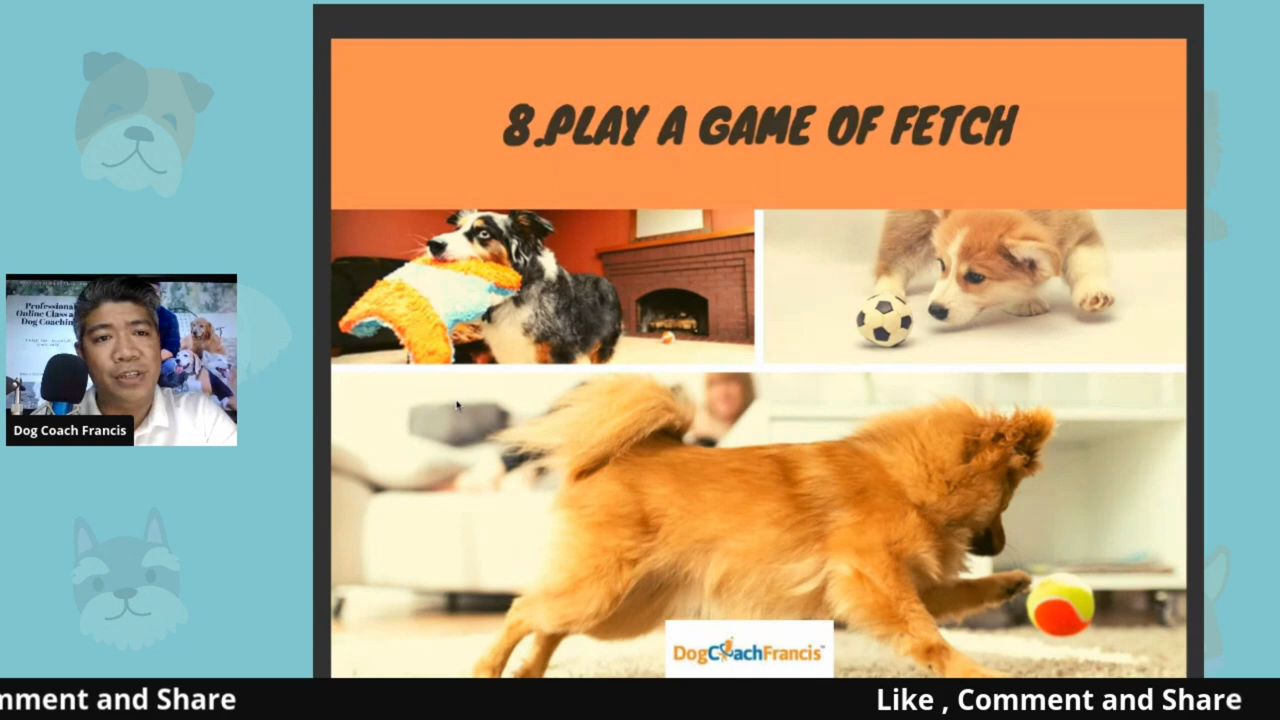 8.PLAY A GAME OF FETCH
Professional
Online Class a
Dog Coachin
Dog Coach Francis
DogCoachFrancis™
mment and Share
Like , Comment and Share